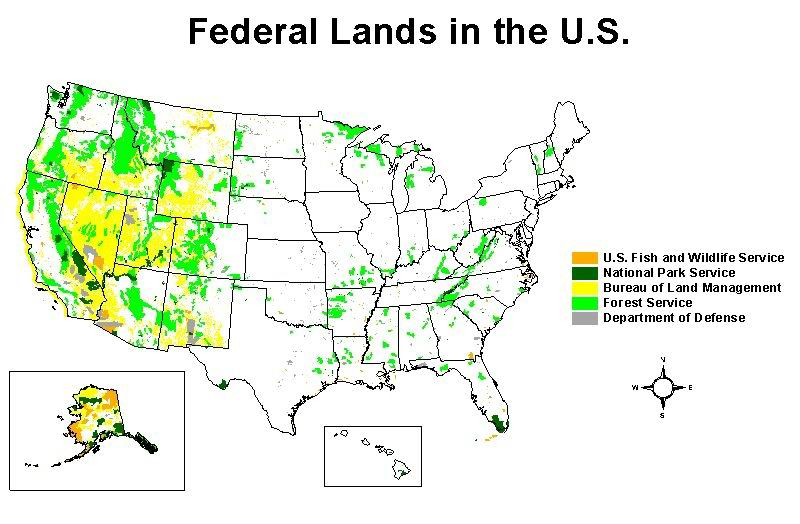 Federal Lands in the U.S.
U.S. Fish and Wildlife Service
National Park Service
Bureau of Land Management
Forest Service
Department of Defense
N
W E
S